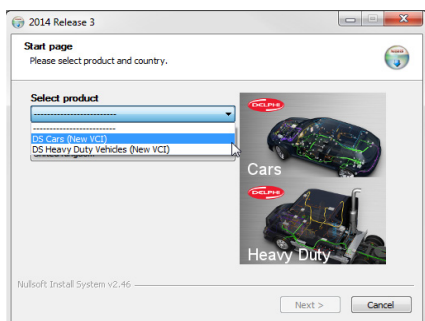 2014 Release 3
Start page
Please select product and country.
Select product
-------------------------
-------------------------
DS Cars (New VCI)
DS Heavy Duty Vehicles (New VCI)
DELPHI
Cars
DELPHI
Heavy Duty
Nullsoft Install System v2.46
Next >
Cancel